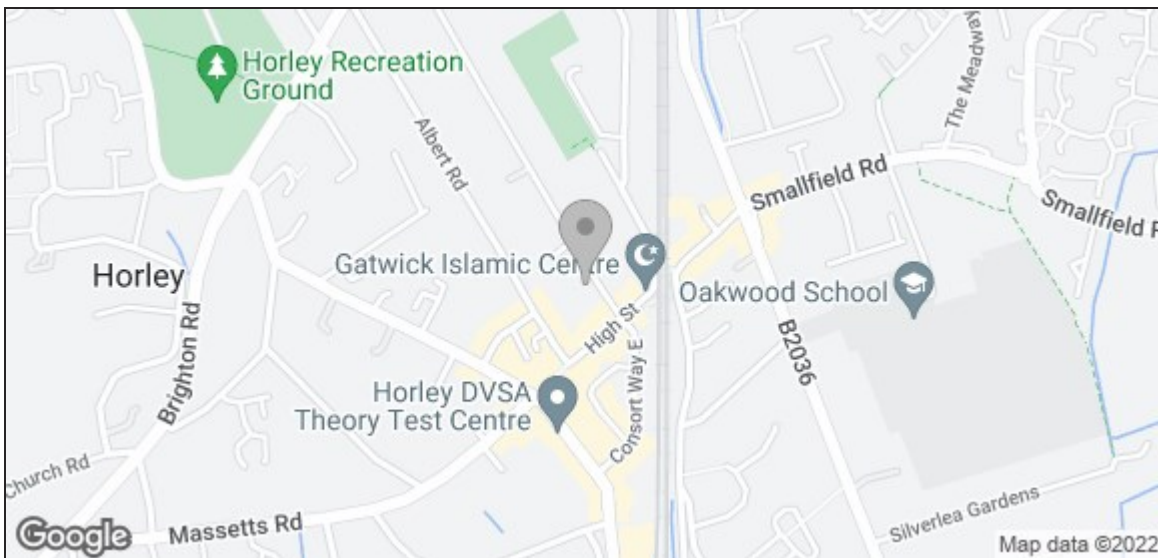 Horley Recreation
Ground
The Meadway
Albert Rd
Smallfield Rd
Smallfield R
Gatwick Islamic Centre
Horley
Oakwood School
High St
B2036
Brighton Rd
Consort Way E
Horley DVSA
Theory Test Centre
Church Rd
Massetts Rd
Silverlea Gardens
Google
Map data ©2022